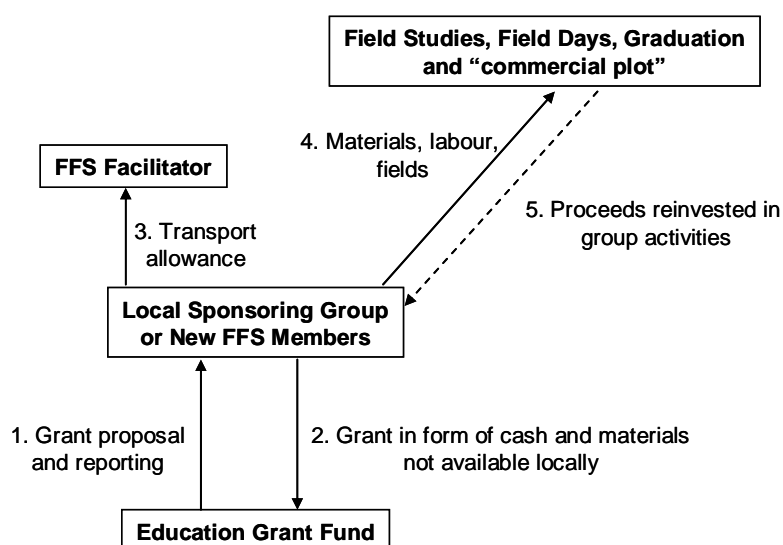 Field Studies, Field Days, Graduation
and “commercial plot”
4. Materials, labour,
fields
FFS Facilitator
5. Proceeds reinvested in
group activities
3. Transport
allowance
Local Sponsoring Group
or New FFS Members
1. Grant proposal
and reporting
2. Grant in form of cash and materials
not available locally
Education Grant Fund